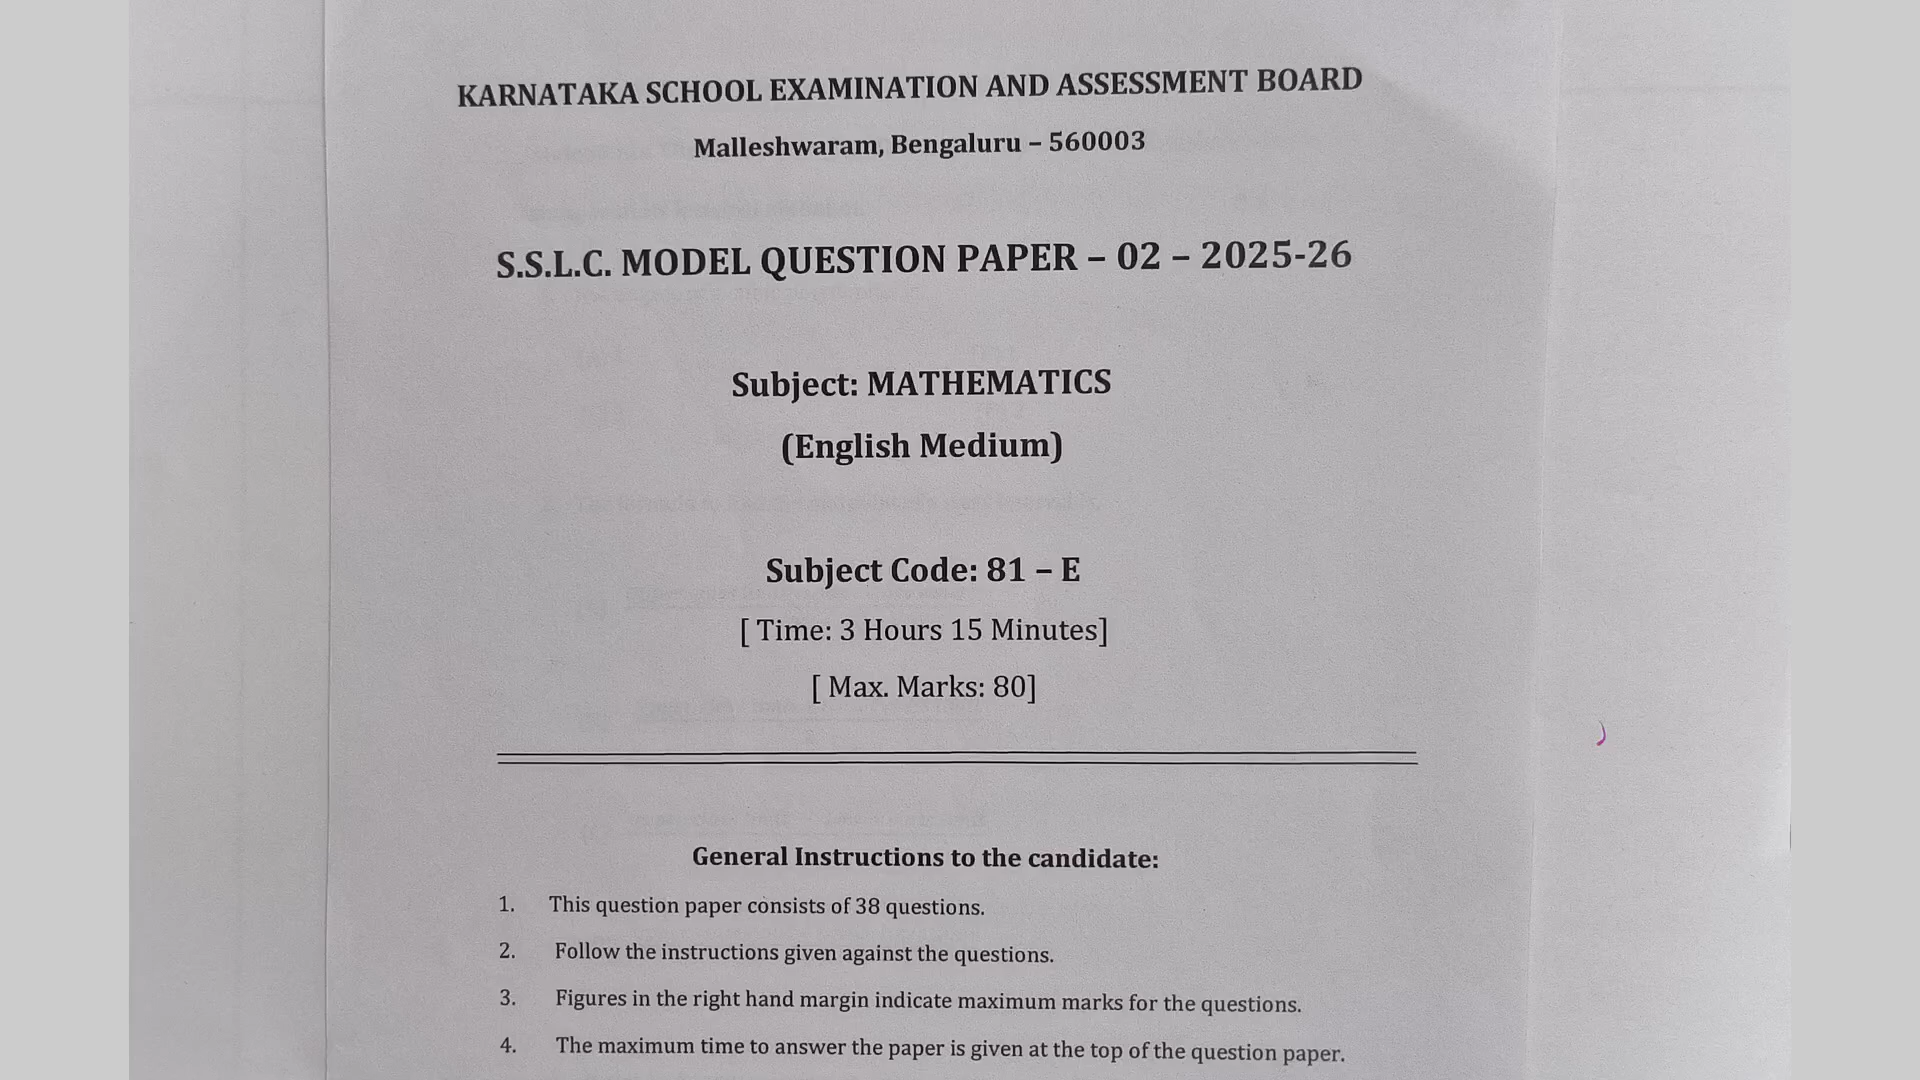 KARNATAKA SCHOOL EXAMINATION AND ASSESSMENT BOARD
Malleshwaram, Bengaluru – 560003
S.S.L.C. MODEL QUESTION PAPER – 02 – 2025-26
Subject: MATHEMATICS
(English Medium)
Subject Code: 81 – E
[ Time: 3 Hours 15 Minutes]
[ Max. Marks: 80]
General Instructions to the candidate:
1. This question paper consists of 38 questions.
2. Follow the instructions given against the questions.
3. Figures in the right hand margin indicate maximum marks for the questions.
4. The maximum time to answer the paper is given at the top of the question paper.